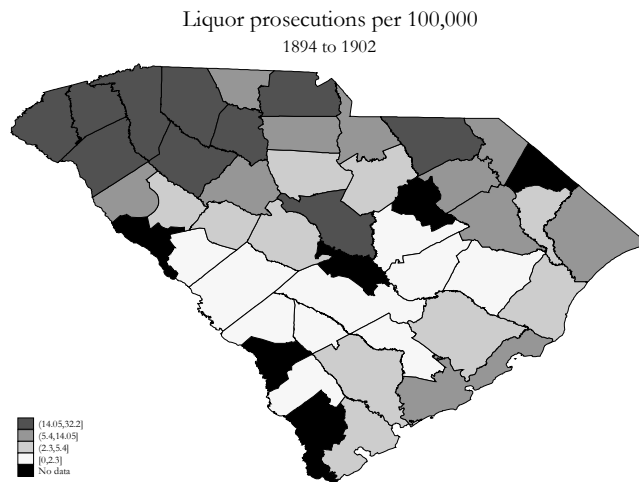 Liquor prosecutions per 100,000
1894 to 1902
(14.05,32.2]
(5.4,14.05]
(2.3,5.4]
[0,2.3]
No data